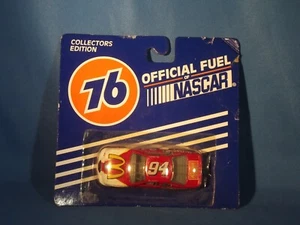 COLLECTORS
EDITION
76
OFFICIAL FUEL
OF
NASCAR
94